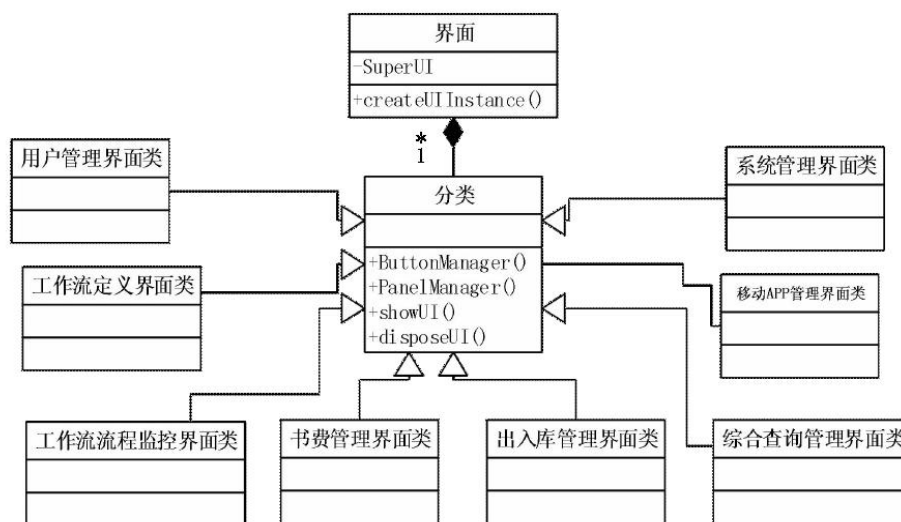 界面
-SuperUI
+createUIInstance()
*
1
用户管理界面类
系统管理界面类
分类
+ButtonManager()
+PanelManager()
+showUI()
+disposeUI()
工作流定义界面类
移动APP管理界面类
工作流流程监控界面类
书费管理界面类
出入库管理界面类
综合查询管理界面类